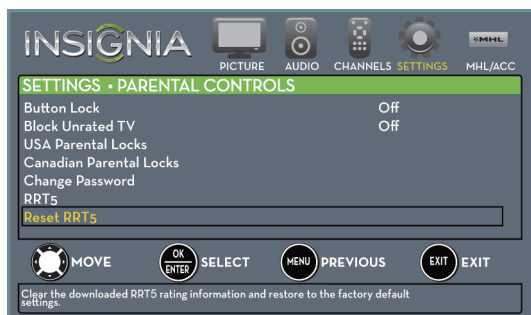 INSIGNIA
PICTURE AUDIO CHANNELS SETTINGS MHL MHL/ACC
SETTINGS • PARENTAL CONTROLS
Button Lock Off
Block Unrated TV Off
USA Parental Locks
Canadian Parental Locks
Change Password
RRT5
Reset RRT5
MOVE OK ENTER SELECT MENU PREVIOUS EXIT EXIT
Clear the downloaded RRT5 rating information and restore to the factory default
settings.